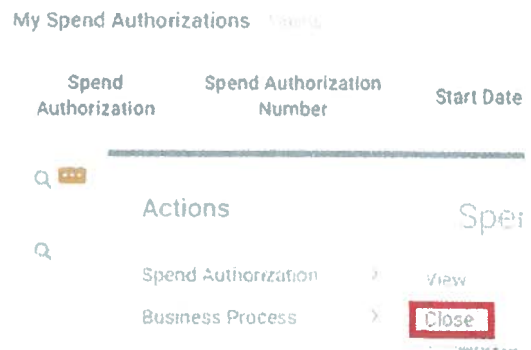 My Spend Authorizations
Spend Authorization
Spend Authorization Number
Start Date
Actions
Spend Authorization
View
Business Process
Close